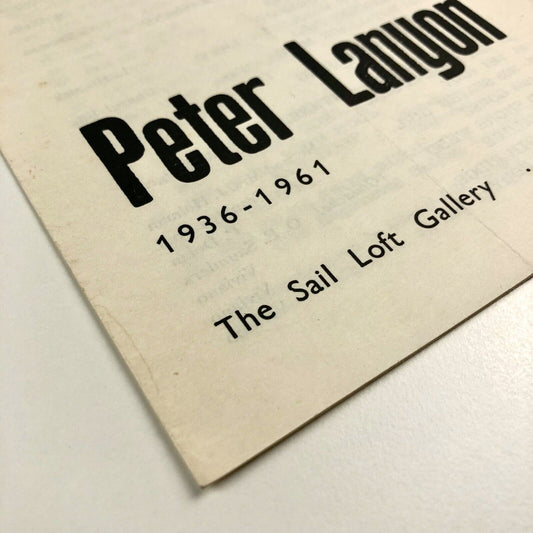 Peter Lanyon
1936-1961
The Sail Loft Gallery .